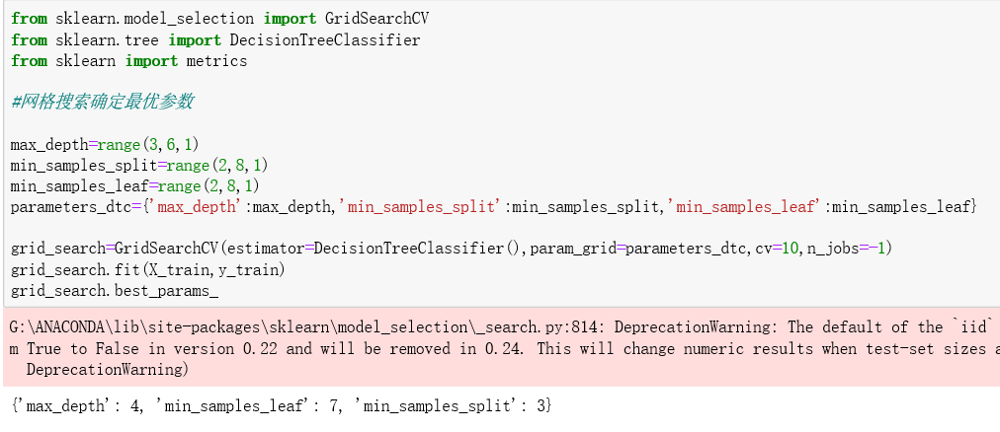 from sklearn.model_selection import GridSearchCV
from sklearn.tree import DecisionTreeClassifier
from sklearn import metrics
#网格搜索确定最优参数
max_depth=range(3,6,1)
min_samples_split=range(2,8,1)
min_samples_leaf=range(2,8,1)
parameters_dtc={'max_depth':max_depth,'min_samples_split':min_samples_split,'min_samples_leaf':min_samples_leaf}
grid_search=GridSearchCV(estimator=DecisionTreeClassifier(),param_grid=parameters_dtc,cv=10,n_jobs=-1)
grid_search.fit(X_train,y_train)
grid_search.best_params_
G:\ANACONDA\lib\site-packages\sklearn\model_selection\_search.py:814: DeprecationWarning: The default of the `iid`
m True to False in version 0.22 and will be removed in 0.24. This will change numeric results when test-set sizes a
DeprecationWarning)
{'max_depth': 4, 'min_samples_leaf': 7, 'min_samples_split': 3}